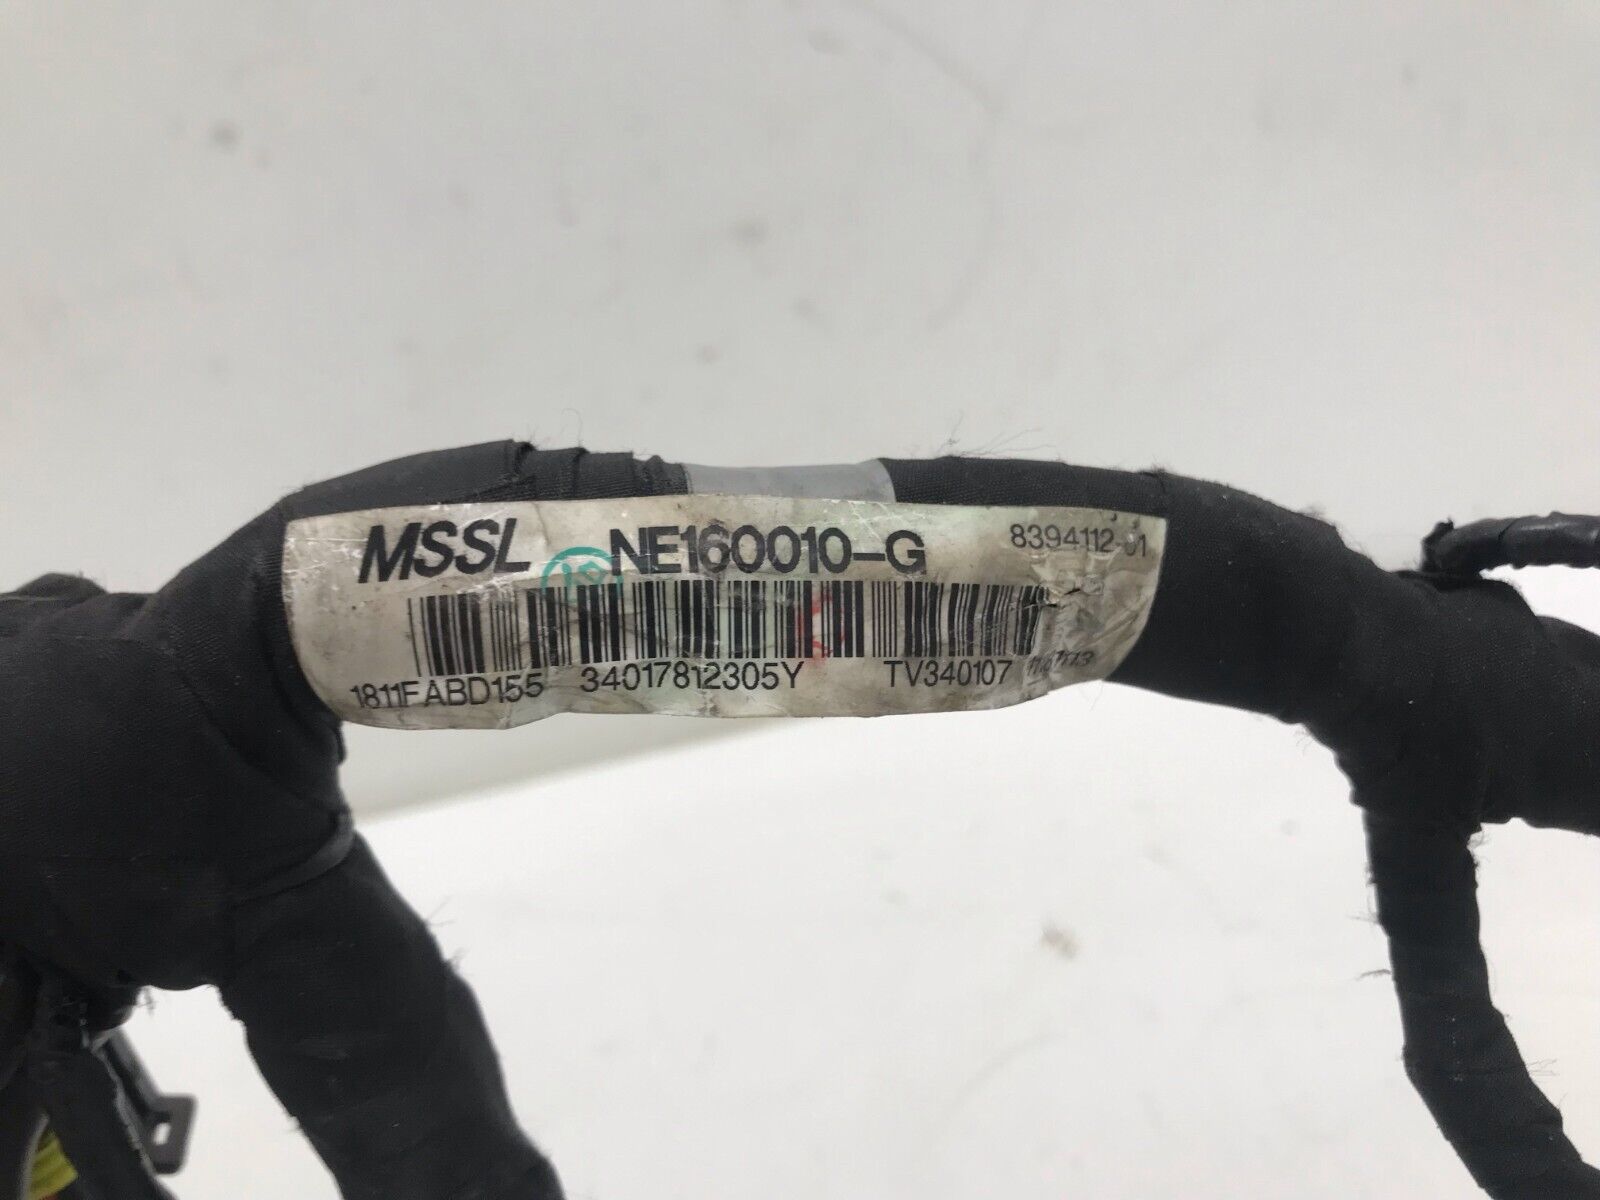 MSSL NE160010-G 8394112-01
1811FABD155 34017812305Y TV340107